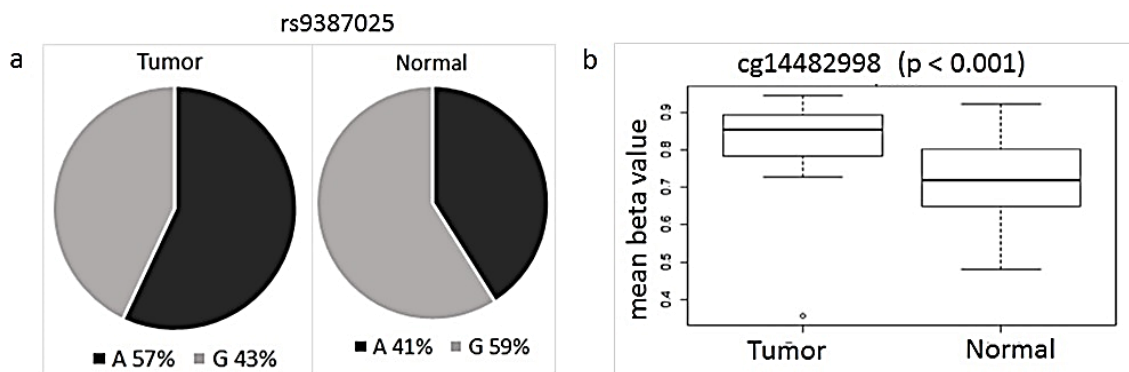 rs9387025
a
Tumor
Normal
A 57% G 43%
A 41% G 59%
b
cg14482998 (p < 0.001)
mean beta value
0.9
0.8
0.7
0.6
0.5
0.4
Tumor
Normal